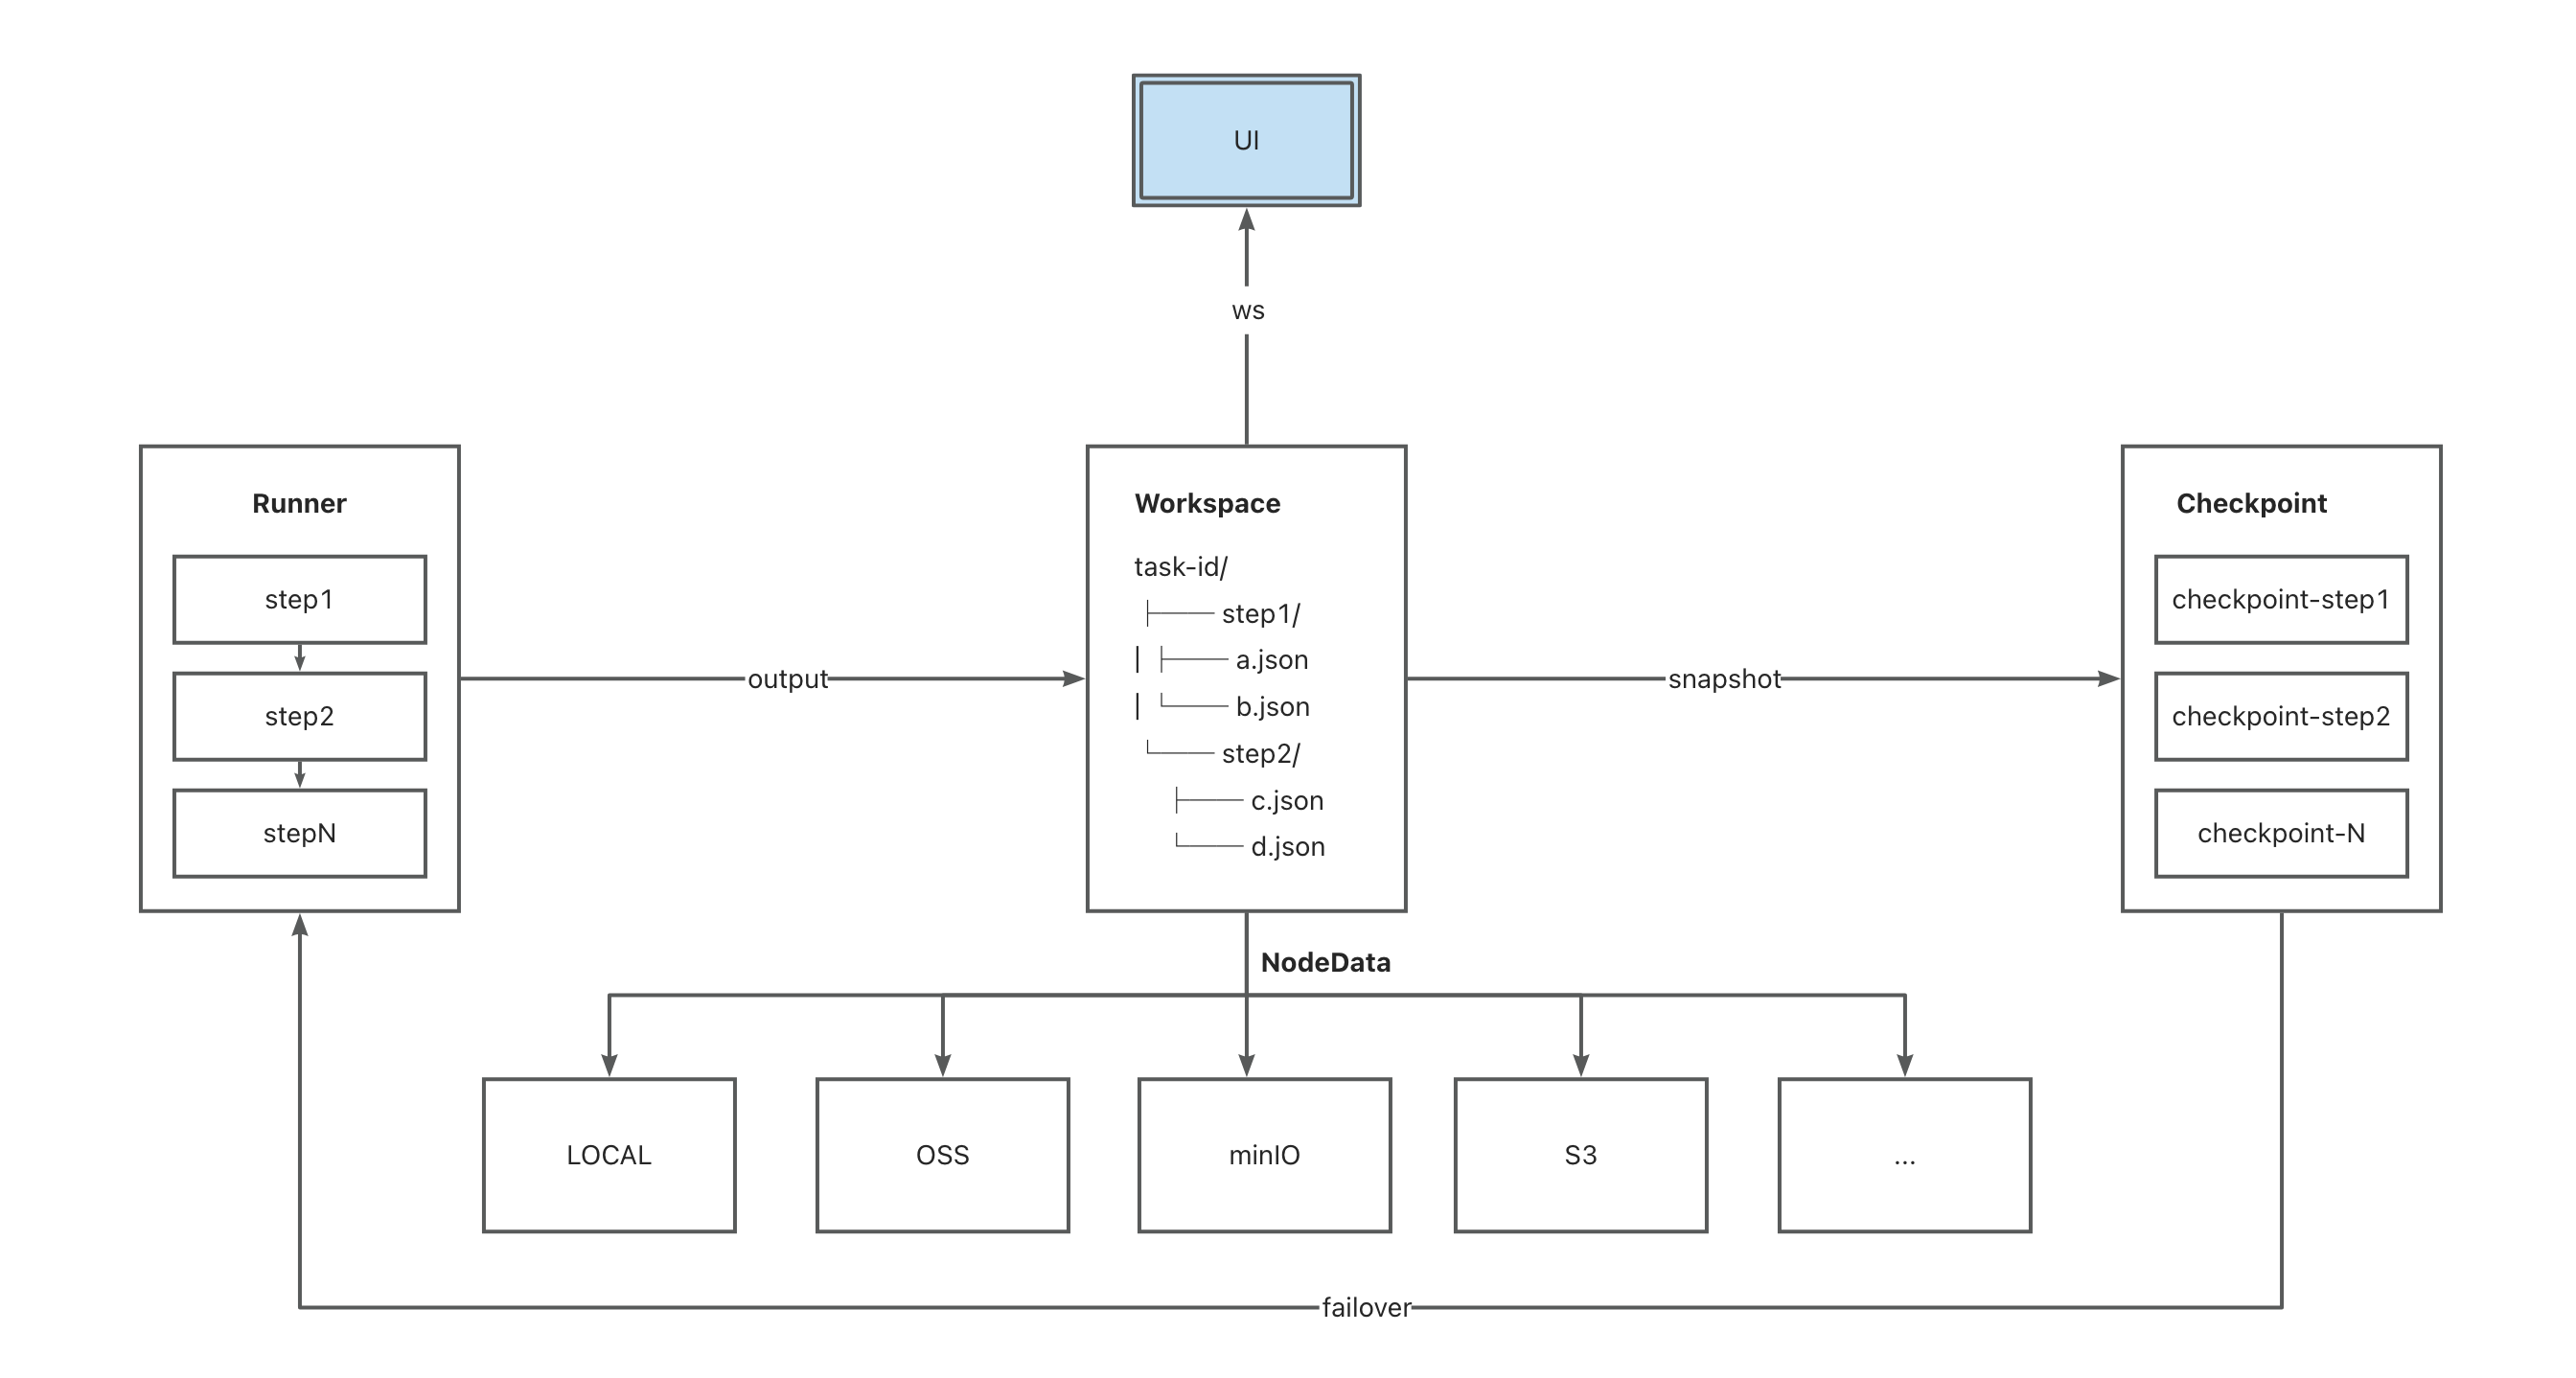 UI
ws
Runner
step1
step2
stepN
output
Workspace
task-id/
├── step1/
│ ├── a.json
│ └── b.json
└── step2/
├── c.json
└── d.json
snapshot
Checkpoint
checkpoint-step1
checkpoint-step2
checkpoint-N
NodeData
LOCAL
OSS
minIO
S3
...
failover